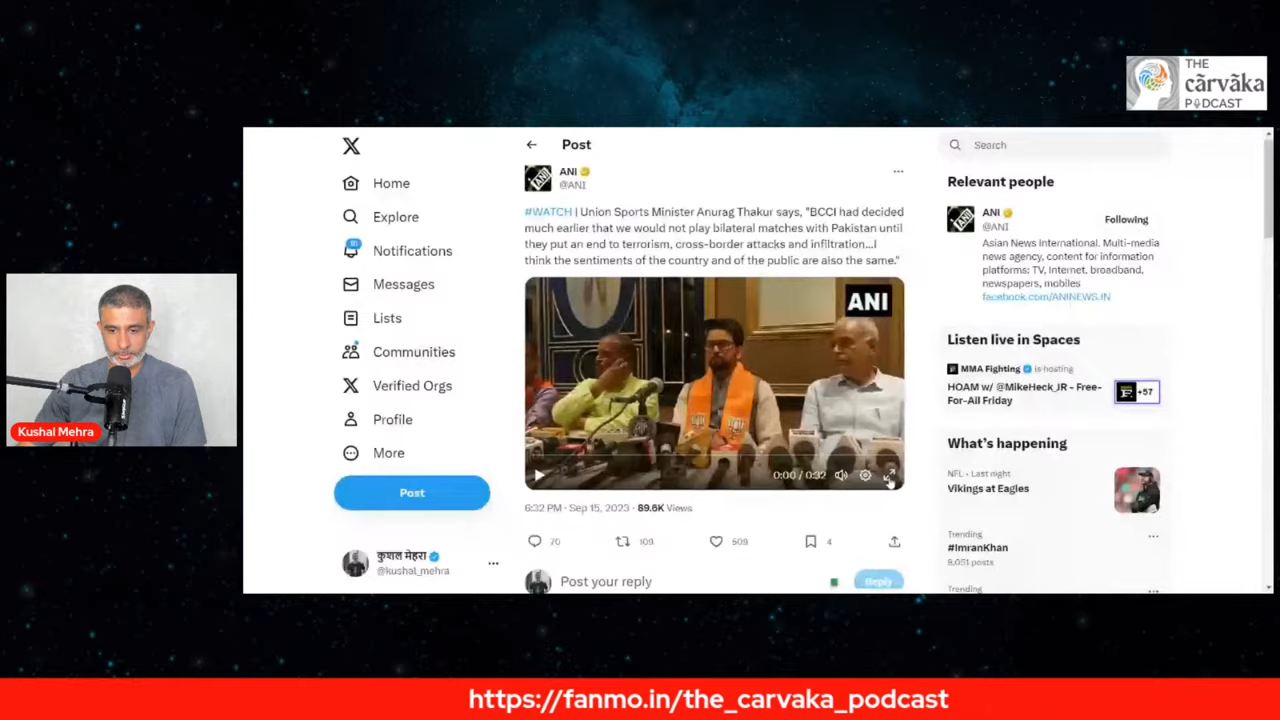 THE
cārvāka
PODCAST
X
Post
Search
ANI
@ANI
#WATCH | Union Sports Minister Anurag Thakur says, "BCCI had decided
much earlier that we would not play bilateral matches with Pakistan until
they put an end to terrorism, cross-border attacks and infiltration...I
think the sentiments of the country and of the public are also the same."
ANI
0:00 / 0:32
6:32 PM · Sep 15, 2023 · 89.6K Views
70
109
509
4
Post your reply
Reply
Home
Explore
Notifications
Messages
Lists
Communities
Verified Orgs
Profile
More
Post
कुशल मेहरा
@kushal_mehra
Relevant people
ANI
@ANI
Following
Asian News International. Multi-media
news agency, content for information
platforms: TV, Internet, broadband,
newspapers, mobiles
facebook.com/ANINEWS.IN
Listen live in Spaces
MMA Fighting is hosting
HOAM w/ @MikeHeck_JR - Free-
For-All Friday
+57
What's happening
NFL · Last night
Vikings at Eagles
Trending
#ImranKhan
9,051 posts
Trending
Kushal Mehra
https://fanmo.in/the_carvaka_podcast